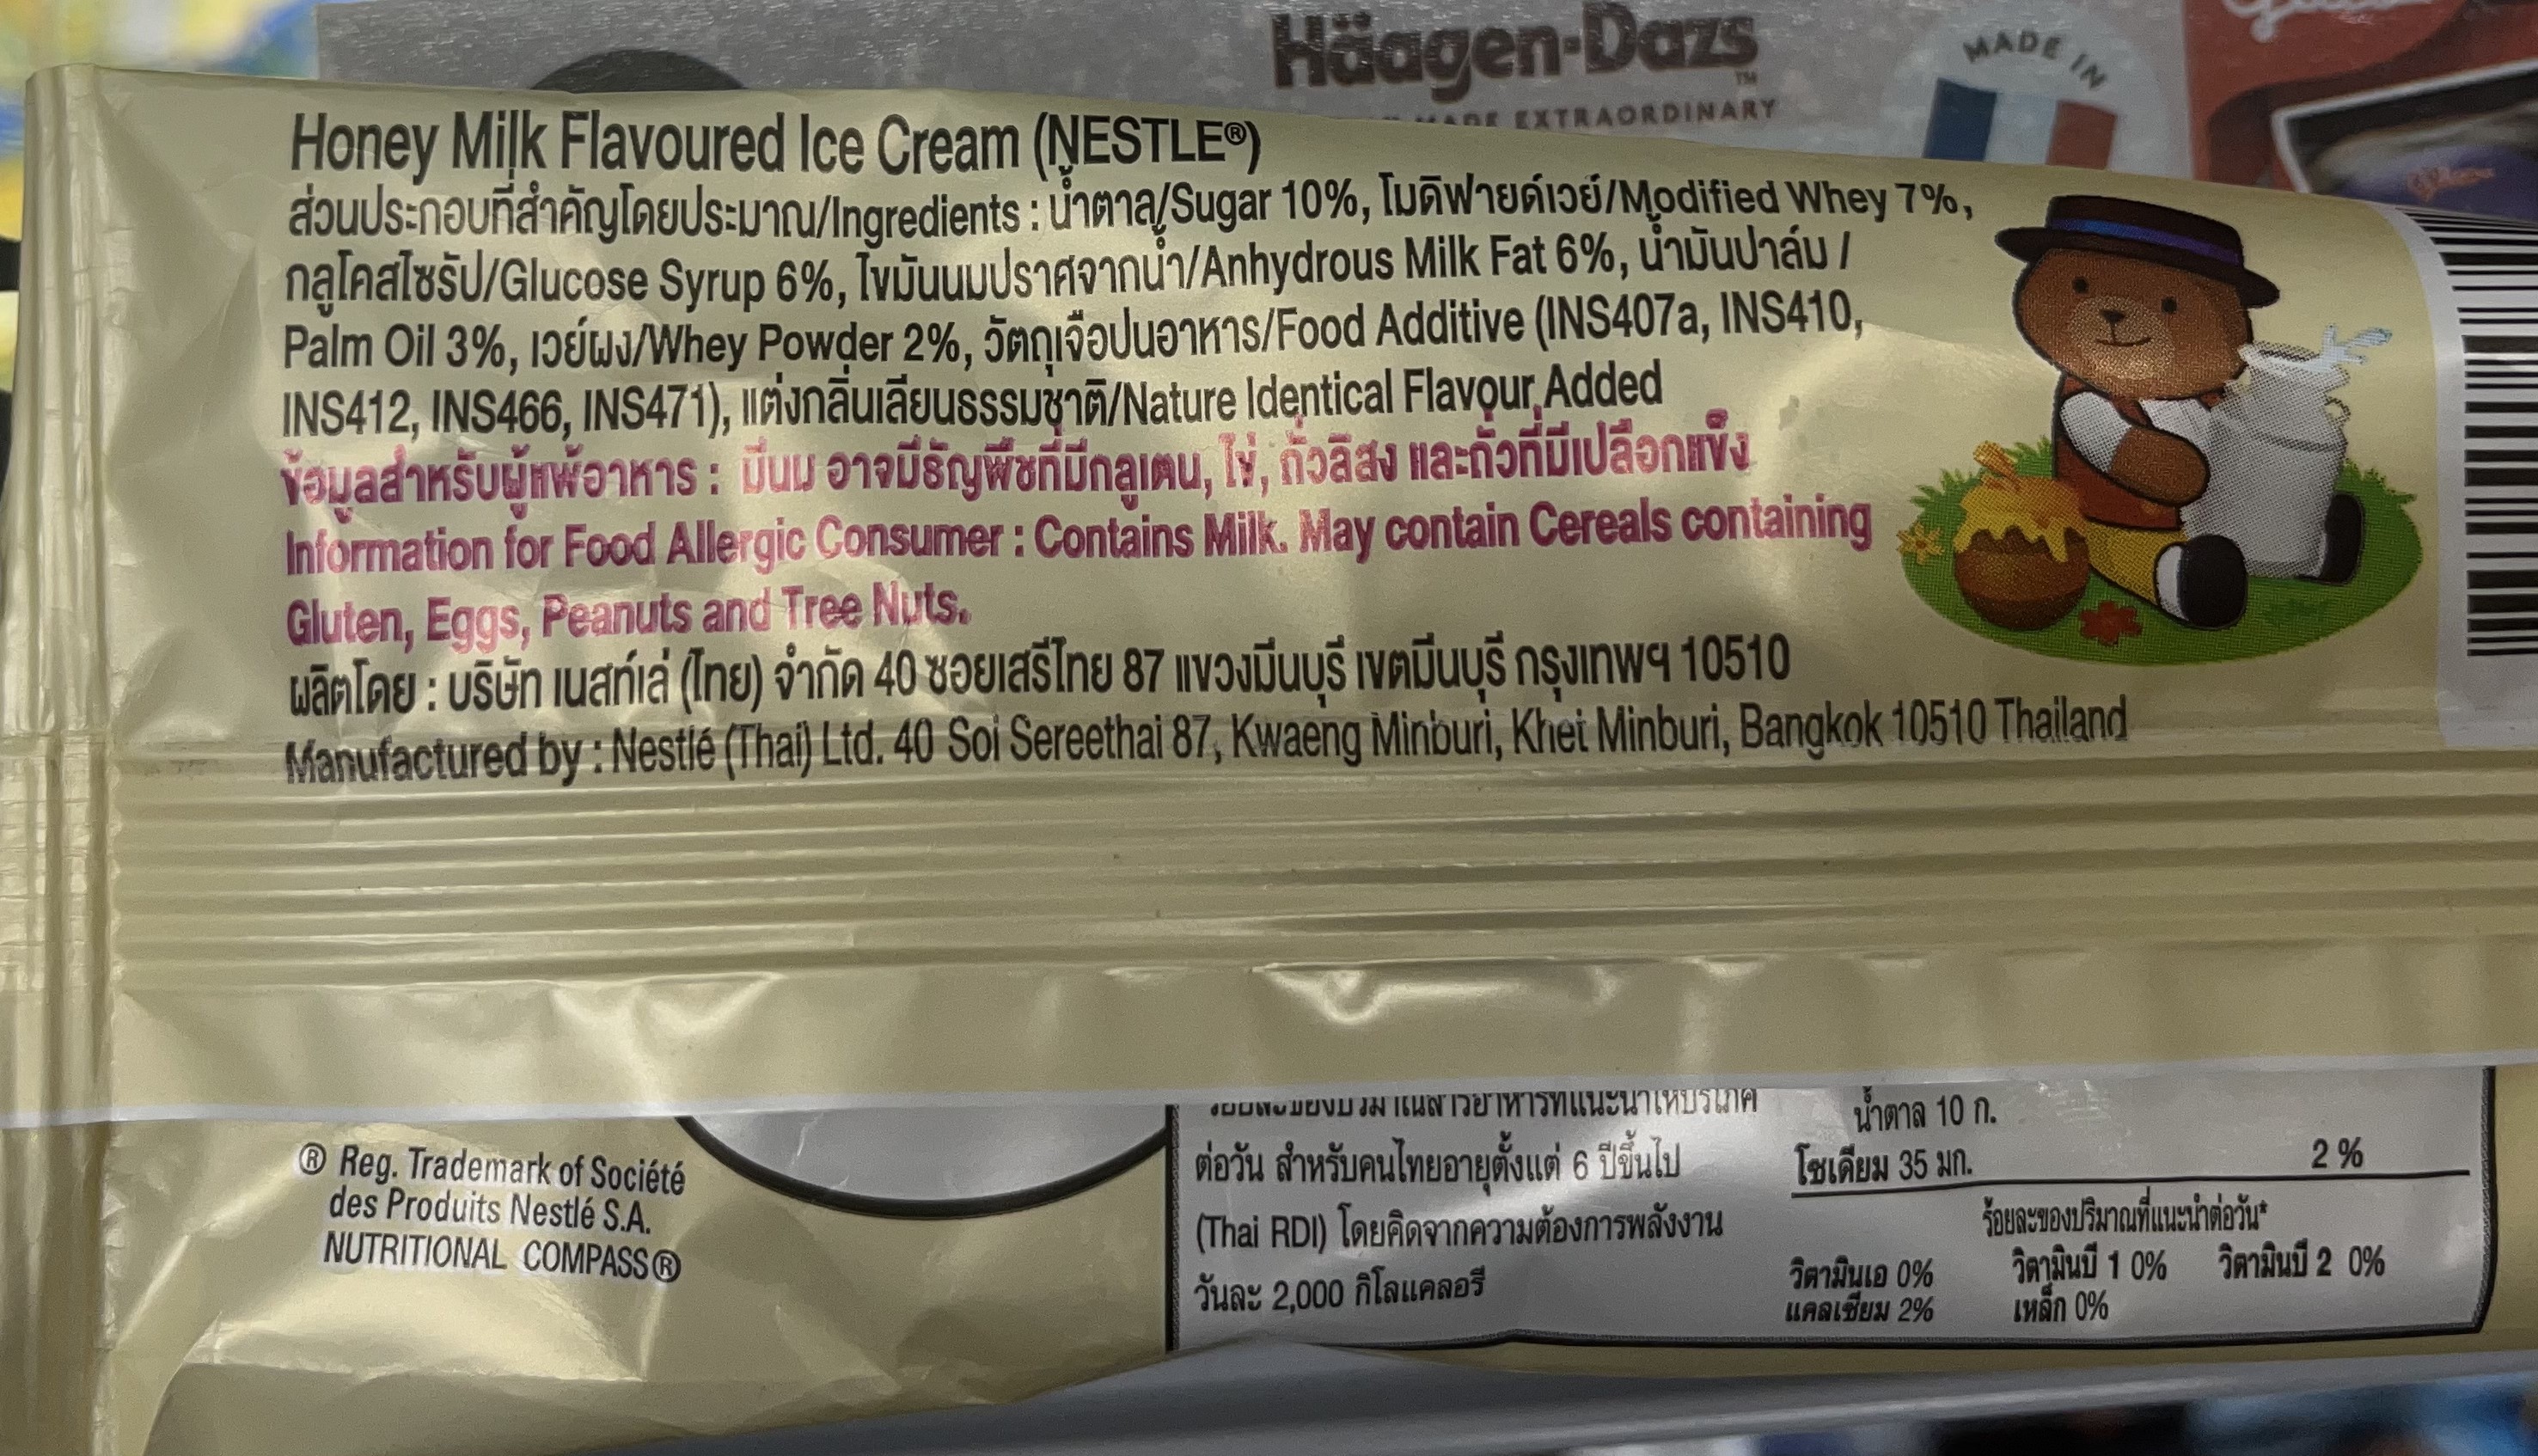 Häagen-Dazs
TM
MADE EXTRAORDINARY
MADE IN
Honey Milk Flavoured Ice Cream (NESTLE®)
ส่วนประกอบที่สำคัญโดยประมาณ/Ingredients : น้ำตาล/Sugar 10%, โมดิฟายด์เวย์/Modified Whey 7%,
กลูโคสไซรัป/Glucose Syrup 6%, ไขมันนมปราศจากน้ำ/Anhydrous Milk Fat 6%, น้ำมันปาล์ม /
Palm Oil 3%, เวย์ผง/Whey Powder 2%, วัตถุเจือปนอาหาร/Food Additive (INS407a, INS410,
INS412, INS466, INS471), แต่งกลิ่นเลียนธรรมชาติ/Nature Identical Flavour Added
ข้อมูลสำหรับผู้แพ้อาหาร : มีนม อาจมีธัญพืชที่มีกลูเตน, ไข่, ถั่วลิสง และถั่วที่มีเปลือกแข็ง
Information for Food Allergic Consumer : Contains Milk. May contain Cereals containing
Gluten, Eggs, Peanuts and Tree Nuts.
ผลิตโดย : บริษัท เนสท์เล่ (ไทย) จำกัด 40 ซอยเสรีไทย 87 แขวงมีนบุรี เขตมีนบุรี กรุงเทพฯ 10510
Manufactured by : Nestlé (Thai) Ltd. 40 Soi Sereethai 87, Kwaeng Minburi, Khet Minburi, Bangkok 10510 Thailand
® Reg. Trademark of Société
des Produits Nestlé S.A.
NUTRITIONAL COMPASS®
ต่อวัน สำหรับคนไทยอายุตั้งแต่ 6 ปีขึ้นไป
(Thai RDI) โดยคิดจากความต้องการพลังงาน
วันละ 2,000 กิโลแคลอรี
น้ำตาล 10 ก.
โซเดียม 35 มก. 2 %
ร้อยละของปริมาณที่แนะนำต่อวัน*
วิตามินเอ 0% วิตามินบี 1 0% วิตามินบี 2 0%
แคลเซียม 2% เหล็ก 0%